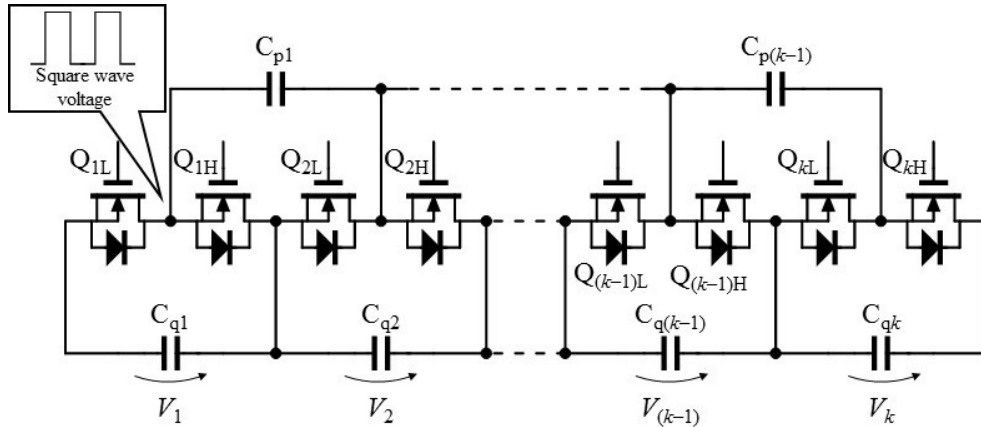 Square wave
voltage
C_p1
C_p(k−1)
Q_1L
Q_1H
Q_2L
Q_2H
Q_kL
Q_kH
Q_(k−1)L
Q_(k−1)H
C_q1
C_q2
C_q(k−1)
C_qk
V_1
V_2
V_(k−1)
V_k